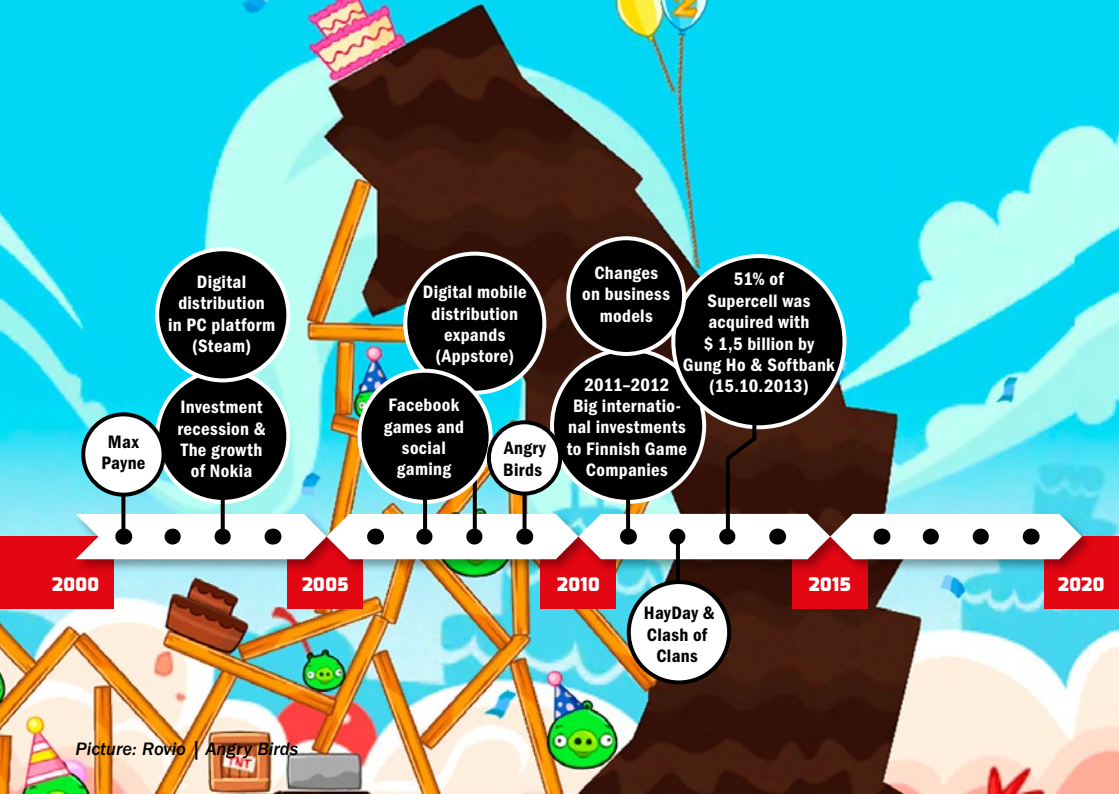 Digital
distribution
in PC platform
(Steam)
Investment
recession &
The growth
of Nokia
Max
Payne
Digital mobile
distribution
expands
(Appstore)
Facebook
games and
social
gaming
Angry
Birds
Changes
on business
models
2011–2012
Big internatio-
nal investments
to Finnish Game
Companies
51% of
Supercell was
acquired with
$ 1,5 billion by
Gung Ho & Softbank
(15.10.2013)
2000
2005
2010
2015
2020
HayDay &
Clash of
Clans
Picture: Rovio | Angry Birds
TNT
2